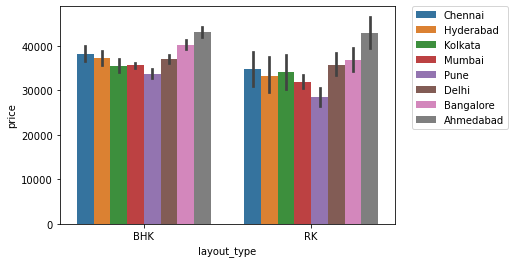 Chennai
Hyderabad
Kolkata
Mumbai
Pune
Delhi
Bangalore
Ahmedabad
40000
30000
20000
10000
0
price
BHK
RK
layout_type